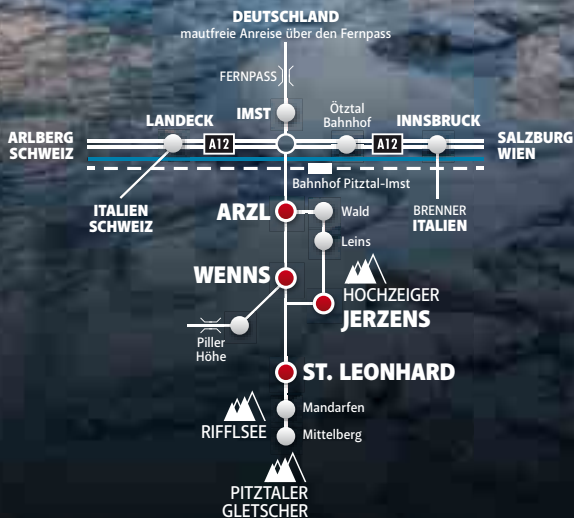 DEUTSCHLAND
mautfreie Anreise über den Fernpass
FERNPASS
IMST
LANDECK
Ötztal
Bahnhof
INNSBRUCK
ARLBERG
SCHWEIZ
A12
A12
SALZBURG
WIEN
Bahnhof Pitztal-Imst
ITALIEN
SCHWEIZ
ARZL
Wald
BRENNER
ITALIEN
Leins
WENNS
HOCHZEIGER
JERZENS
Piller
Höhe
ST. LEONHARD
Mandarfen
RIFFLSEE
Mittelberg
PITZTALER
GLETSCHER